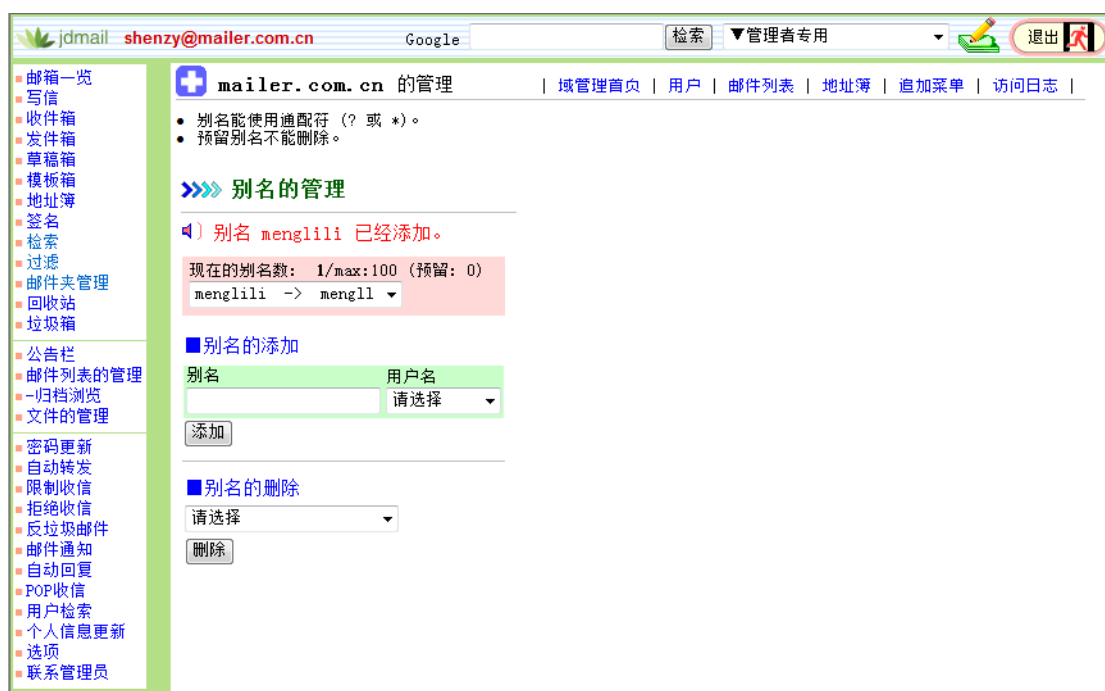 jdmail shenzy@mailer.com.cn Google 检索 ▼管理者专用 退出
邮箱一览
写信
收件箱
发件箱
草稿箱
模板箱
地址簿
签名
检索
过滤
邮件夹管理
回收站
垃圾箱
公告栏
邮件列表的管理
-归档浏览
文件的管理
密码更新
自动转发
限制收信
拒绝收信
反垃圾邮件
邮件通知
自动回复
POP收信
用户检索
个人信息更新
选项
联系管理员
mailer.com.cn 的管理 | 域管理首页 | 用户 | 邮件列表 | 地址簿 | 追加菜单 | 访问日志 |
● 别名能使用通配符 (? 或 *)。
● 预留别名不能删除。
别名的管理
别名 menglili 已经添加。
现在的别名数: 1/max:100 (预留: 0)
menglili -> mengll
■别名的添加
别名 用户名
请选择
添加
■别名的删除
请选择
删除